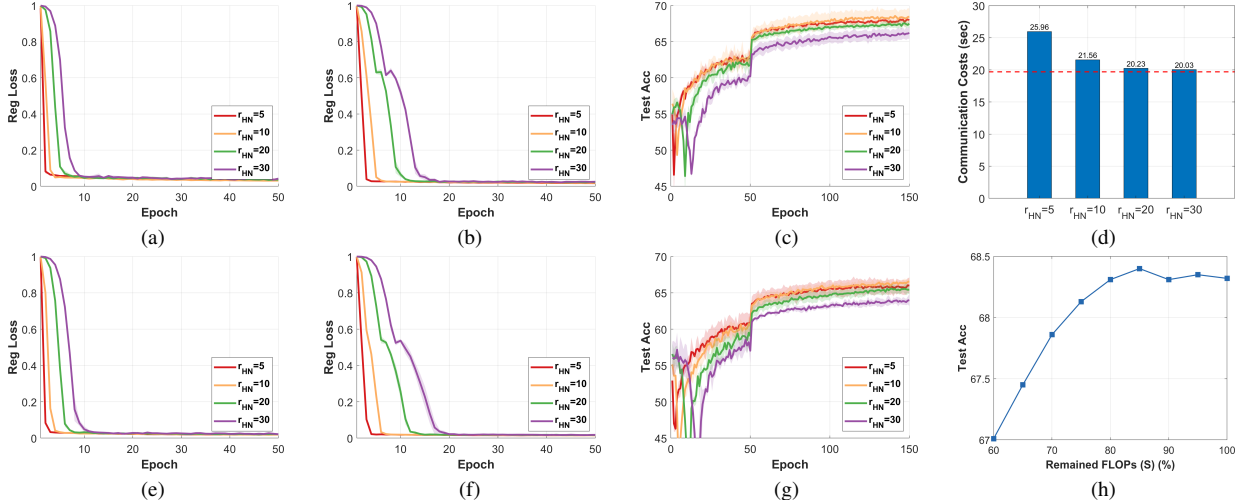 1
0.8
0.6
0.4
0.2
0
Reg Loss
10
20
30
40
50
Epoch
r_HN=5
r_HN=10
r_HN=20
r_HN=30
(a)
1
0.8
0.6
0.4
0.2
0
Reg Loss
10
20
30
40
50
Epoch
r_HN=5
r_HN=10
r_HN=20
r_HN=30
(b)
70
65
60
55
50
45
Test Acc
0
50
100
150
Epoch
r_HN=5
r_HN=10
r_HN=20
r_HN=30
(c)
30
25
20
15
10
5
0
Communication Costs (sec)
25.96
21.56
20.23
20.03
r_HN=5
r_HN=10
r_HN=20
r_HN=30
(d)
1
0.8
0.6
0.4
0.2
0
Reg Loss
10
20
30
40
50
Epoch
r_HN=5
r_HN=10
r_HN=20
r_HN=30
(e)
1
0.8
0.6
0.4
0.2
0
Reg Loss
10
20
30
40
50
Epoch
r_HN=5
r_HN=10
r_HN=20
r_HN=30
(f)
70
65
60
55
50
45
Test Acc
0
50
100
150
Epoch
r_HN=5
r_HN=10
r_HN=20
r_HN=30
(g)
68.5
68
67.5
67
Test Acc
60
70
80
90
100
Remained FLOPs (S) (%)
(h)